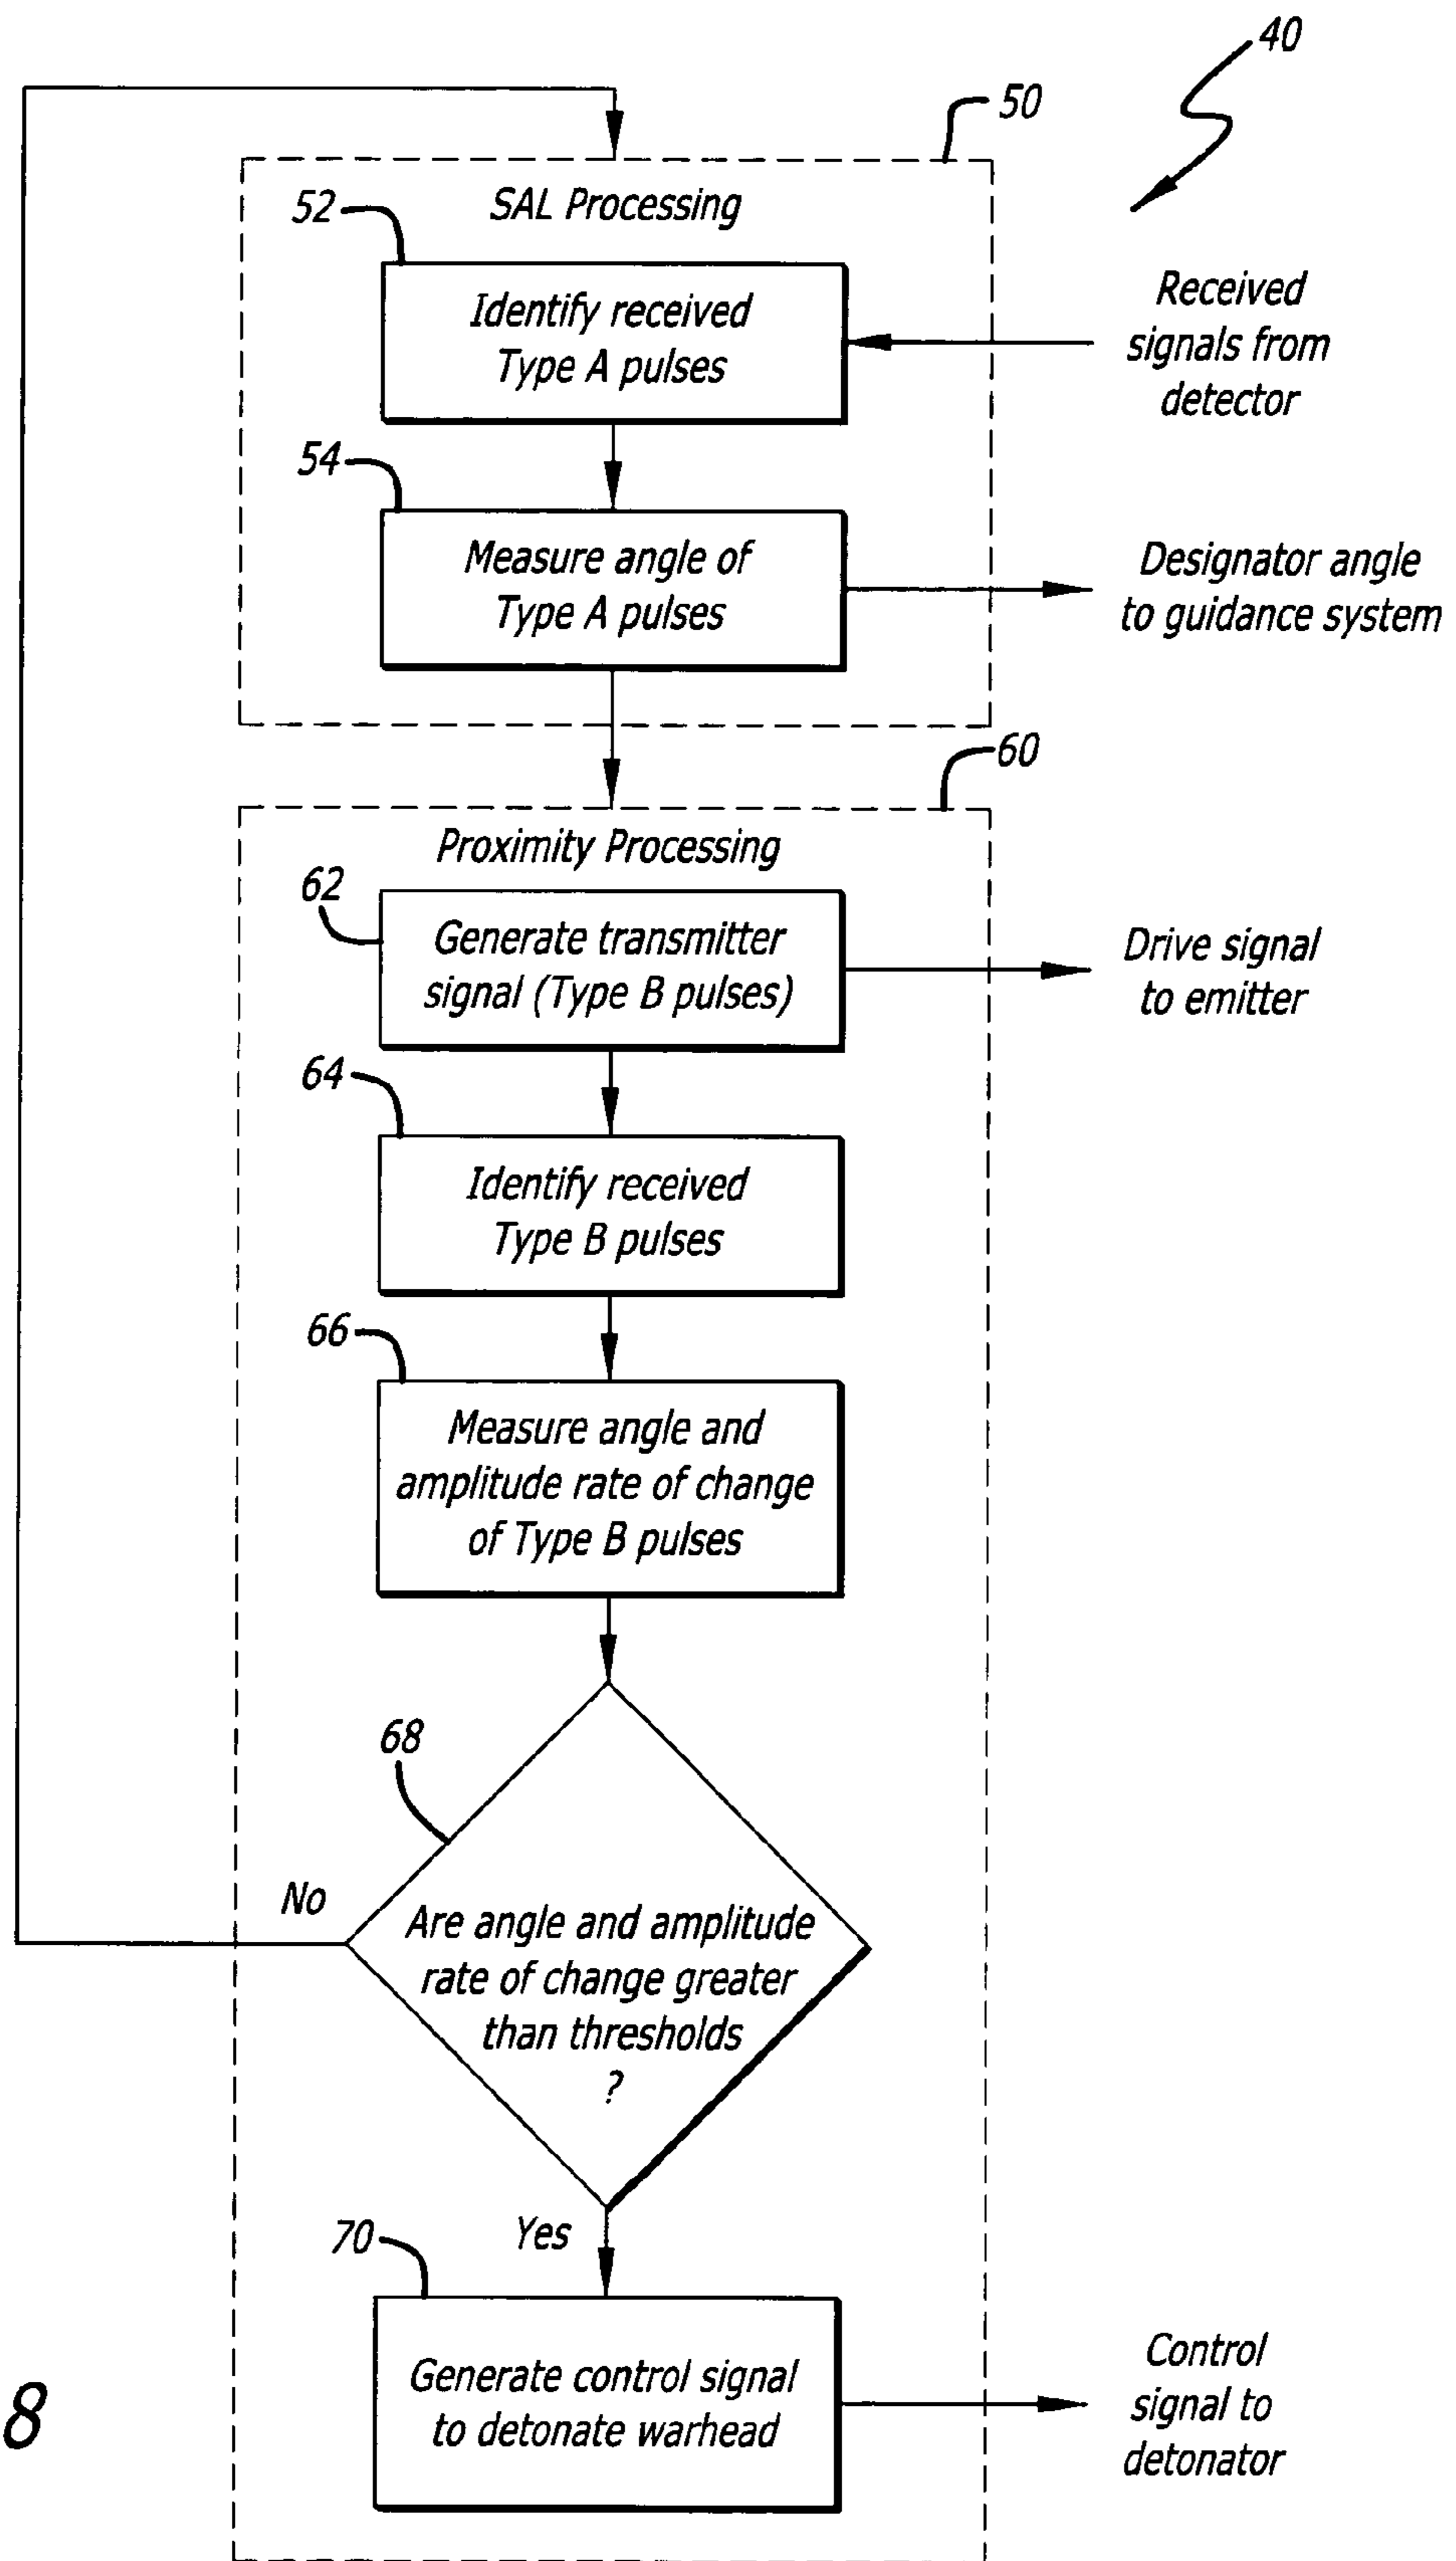 40
50
SAL Processing
52
Identify received
Type A pulses
Received
signals from
detector
54
Measure angle of
Type A pulses
Designator angle
to guidance system
60
Proximity Processing
62
Generate transmitter
signal (Type B pulses)
Drive signal
to emitter
64
Identify received
Type B pulses
66
Measure angle and
amplitude rate of change
of Type B pulses
68
No
Are angle and amplitude
rate of change greater
than thresholds
?
Yes
70
Generate control signal
to detonate warhead
Control
signal to
detonator
8